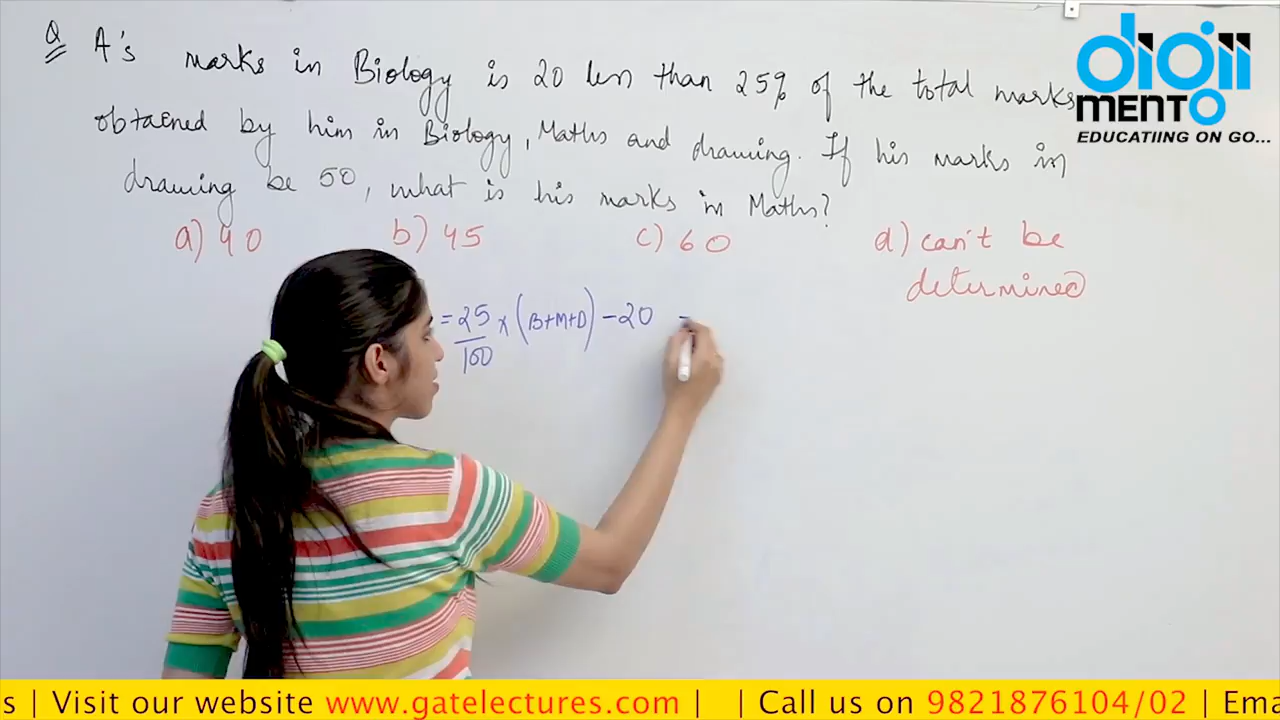 Q A's marks in Biology is 20 less than 25% of the total marks
obtained by him in Biology, Maths and drawing. If his marks in
drawing be 50, what is his marks in Maths?
a) 40 b) 45 c) 60 d) can't be
determined
= 25/100 × (B+M+D) - 20
digii
MENTO
EDUCATIING ON GO...
s | Visit our website www.gatelectures.com | | Call us on 9821876104/02 | Ema